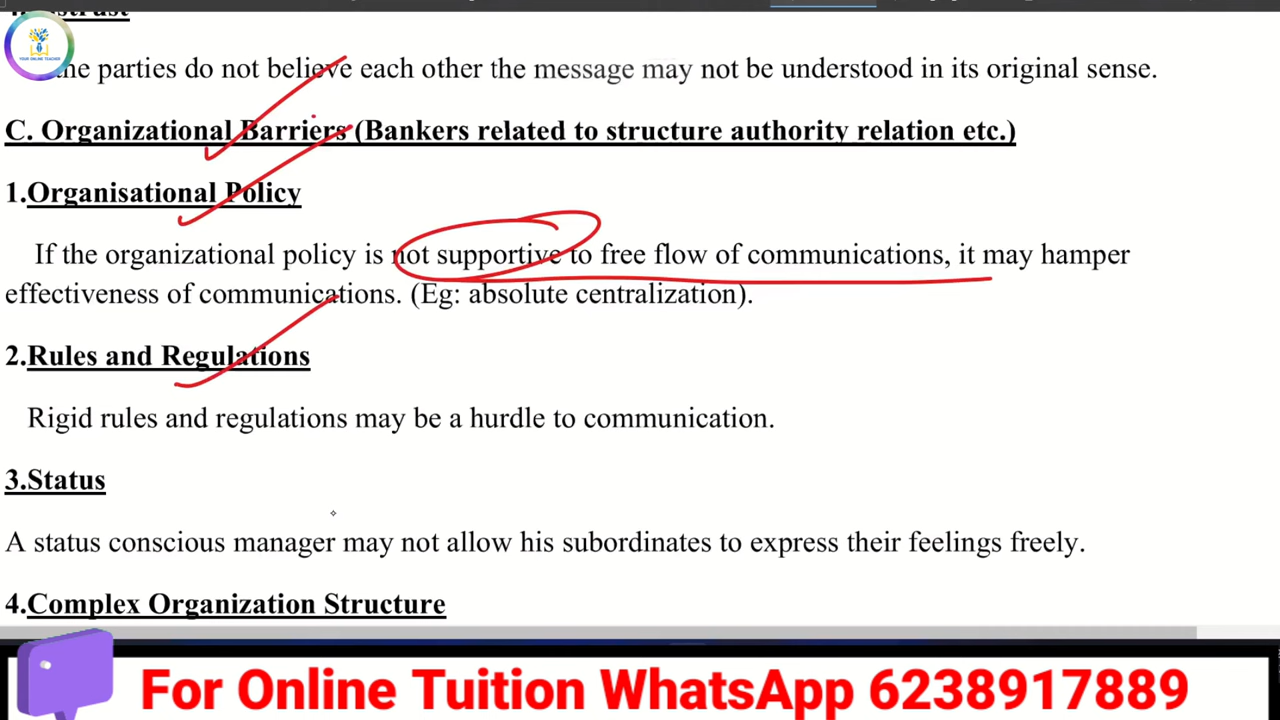 he parties do not believe each other the message may not be understood in its original sense.
C. Organizational Barriers (Bankers related to structure authority relation etc.)
1.Organisational Policy
If the organizational policy is not supportive to free flow of communications, it may hamper
effectiveness of communications. (Eg: absolute centralization).
2.Rules and Regulations
Rigid rules and regulations may be a hurdle to communication.
3.Status
A status conscious manager may not allow his subordinates to express their feelings freely.
4.Complex Organization Structure
YOUR ONLINE TEACHER
For Online Tuition WhatsApp 6238917889